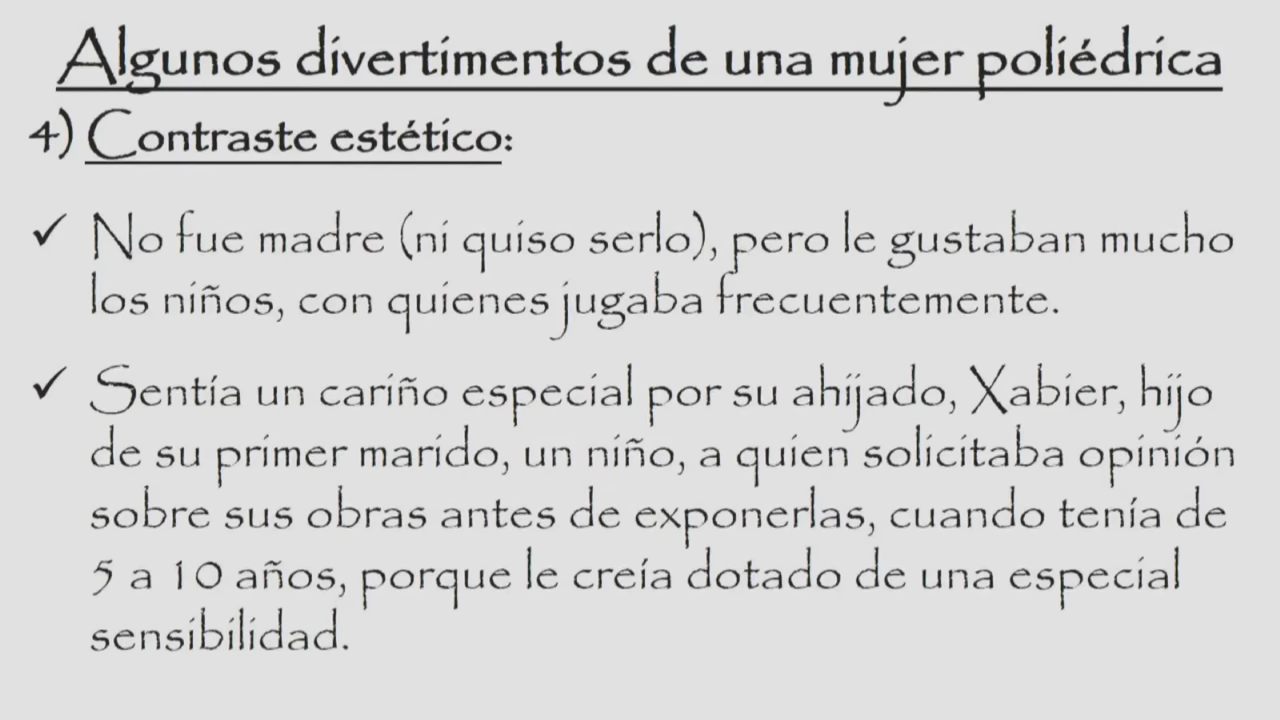 Algunos divertimentos de una mujer poliédrica
4) Contraste estético:
✓ No fue madre (ni quiso serlo), pero le gustaban mucho
los niños, con quienes jugaba frecuentemente.
✓ Sentía un cariño especial por su ahijado, Xabier, hijo
de su primer marido, un niño, a quien solicitaba opinión
sobre sus obras antes de exponerlas, cuando tenía de
5 a 10 años, porque le creía dotado de una especial
sensibilidad.